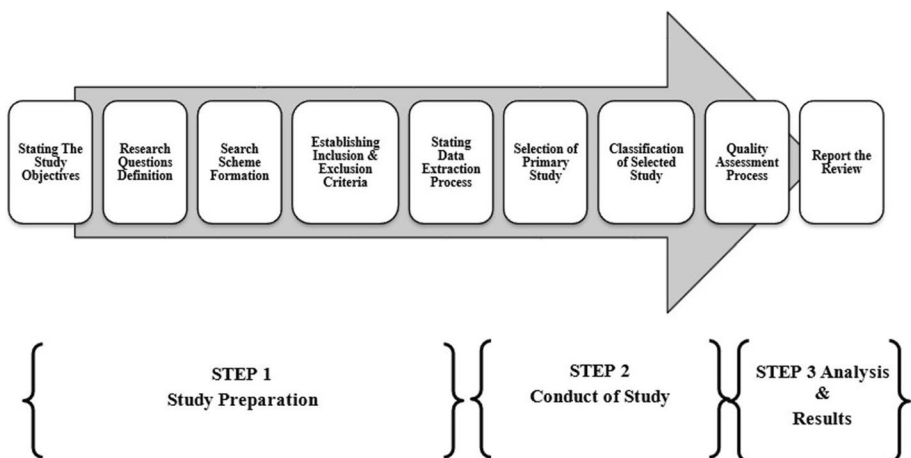 Stating The
Study
Objectives
Research
Questions
Definition
Search
Scheme
Formation
Establishing
Inclusion &
Exclusion
Criteria
Stating
Data
Extraction
Process
Selection of
Primary
Study
Classification
of Selected
Study
Quality
Assessment
Process
Report the
Review
STEP 1
Study Preparation
STEP 2
Conduct of Study
STEP 3 Analysis
&
Results